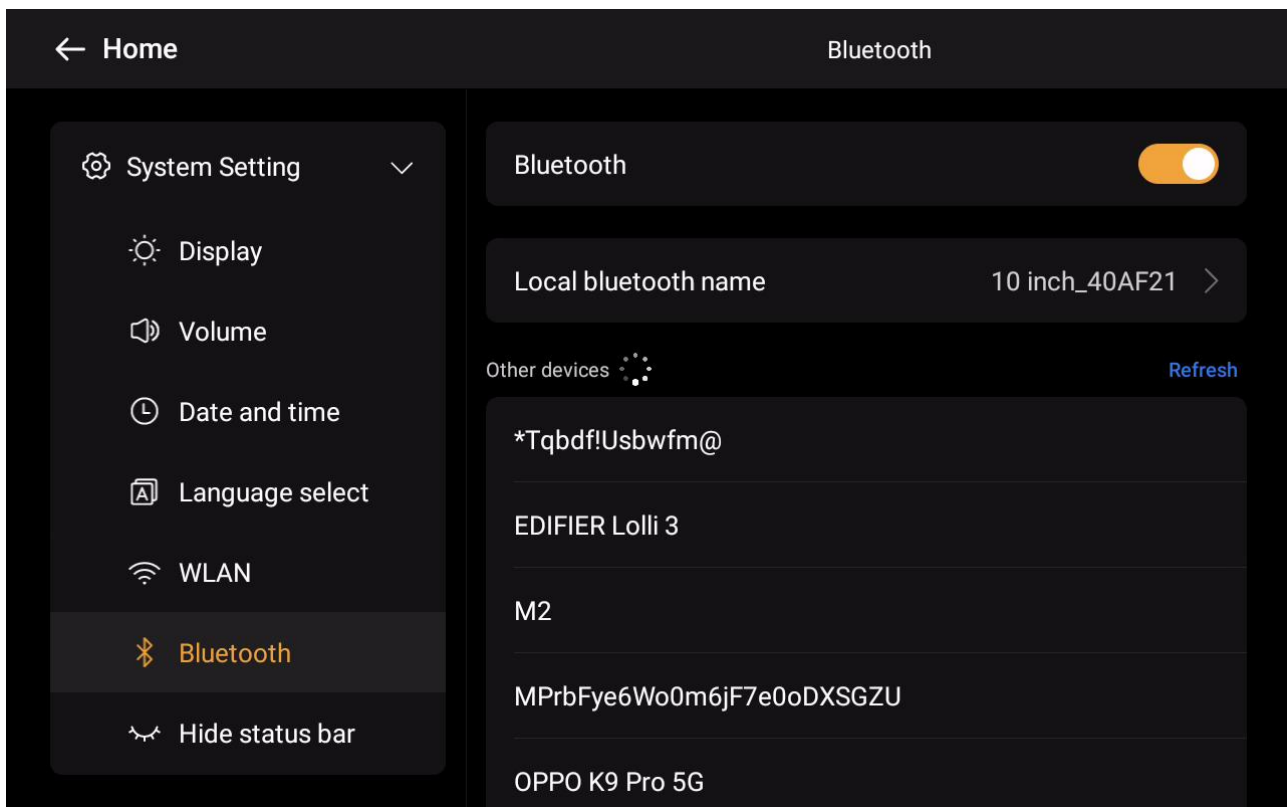 Home
Bluetooth
System Setting
Display
Volume
Date and time
Language select
WLAN
Bluetooth
Hide status bar
Bluetooth
Local bluetooth name 10 inch_40AF21
Other devices Refresh
*Tqbdf!Usbwfm@
EDIFIER Lolli 3
M2
MPrbFye6Wo0m6jF7e0oDXSGZU
OPPO K9 Pro 5G